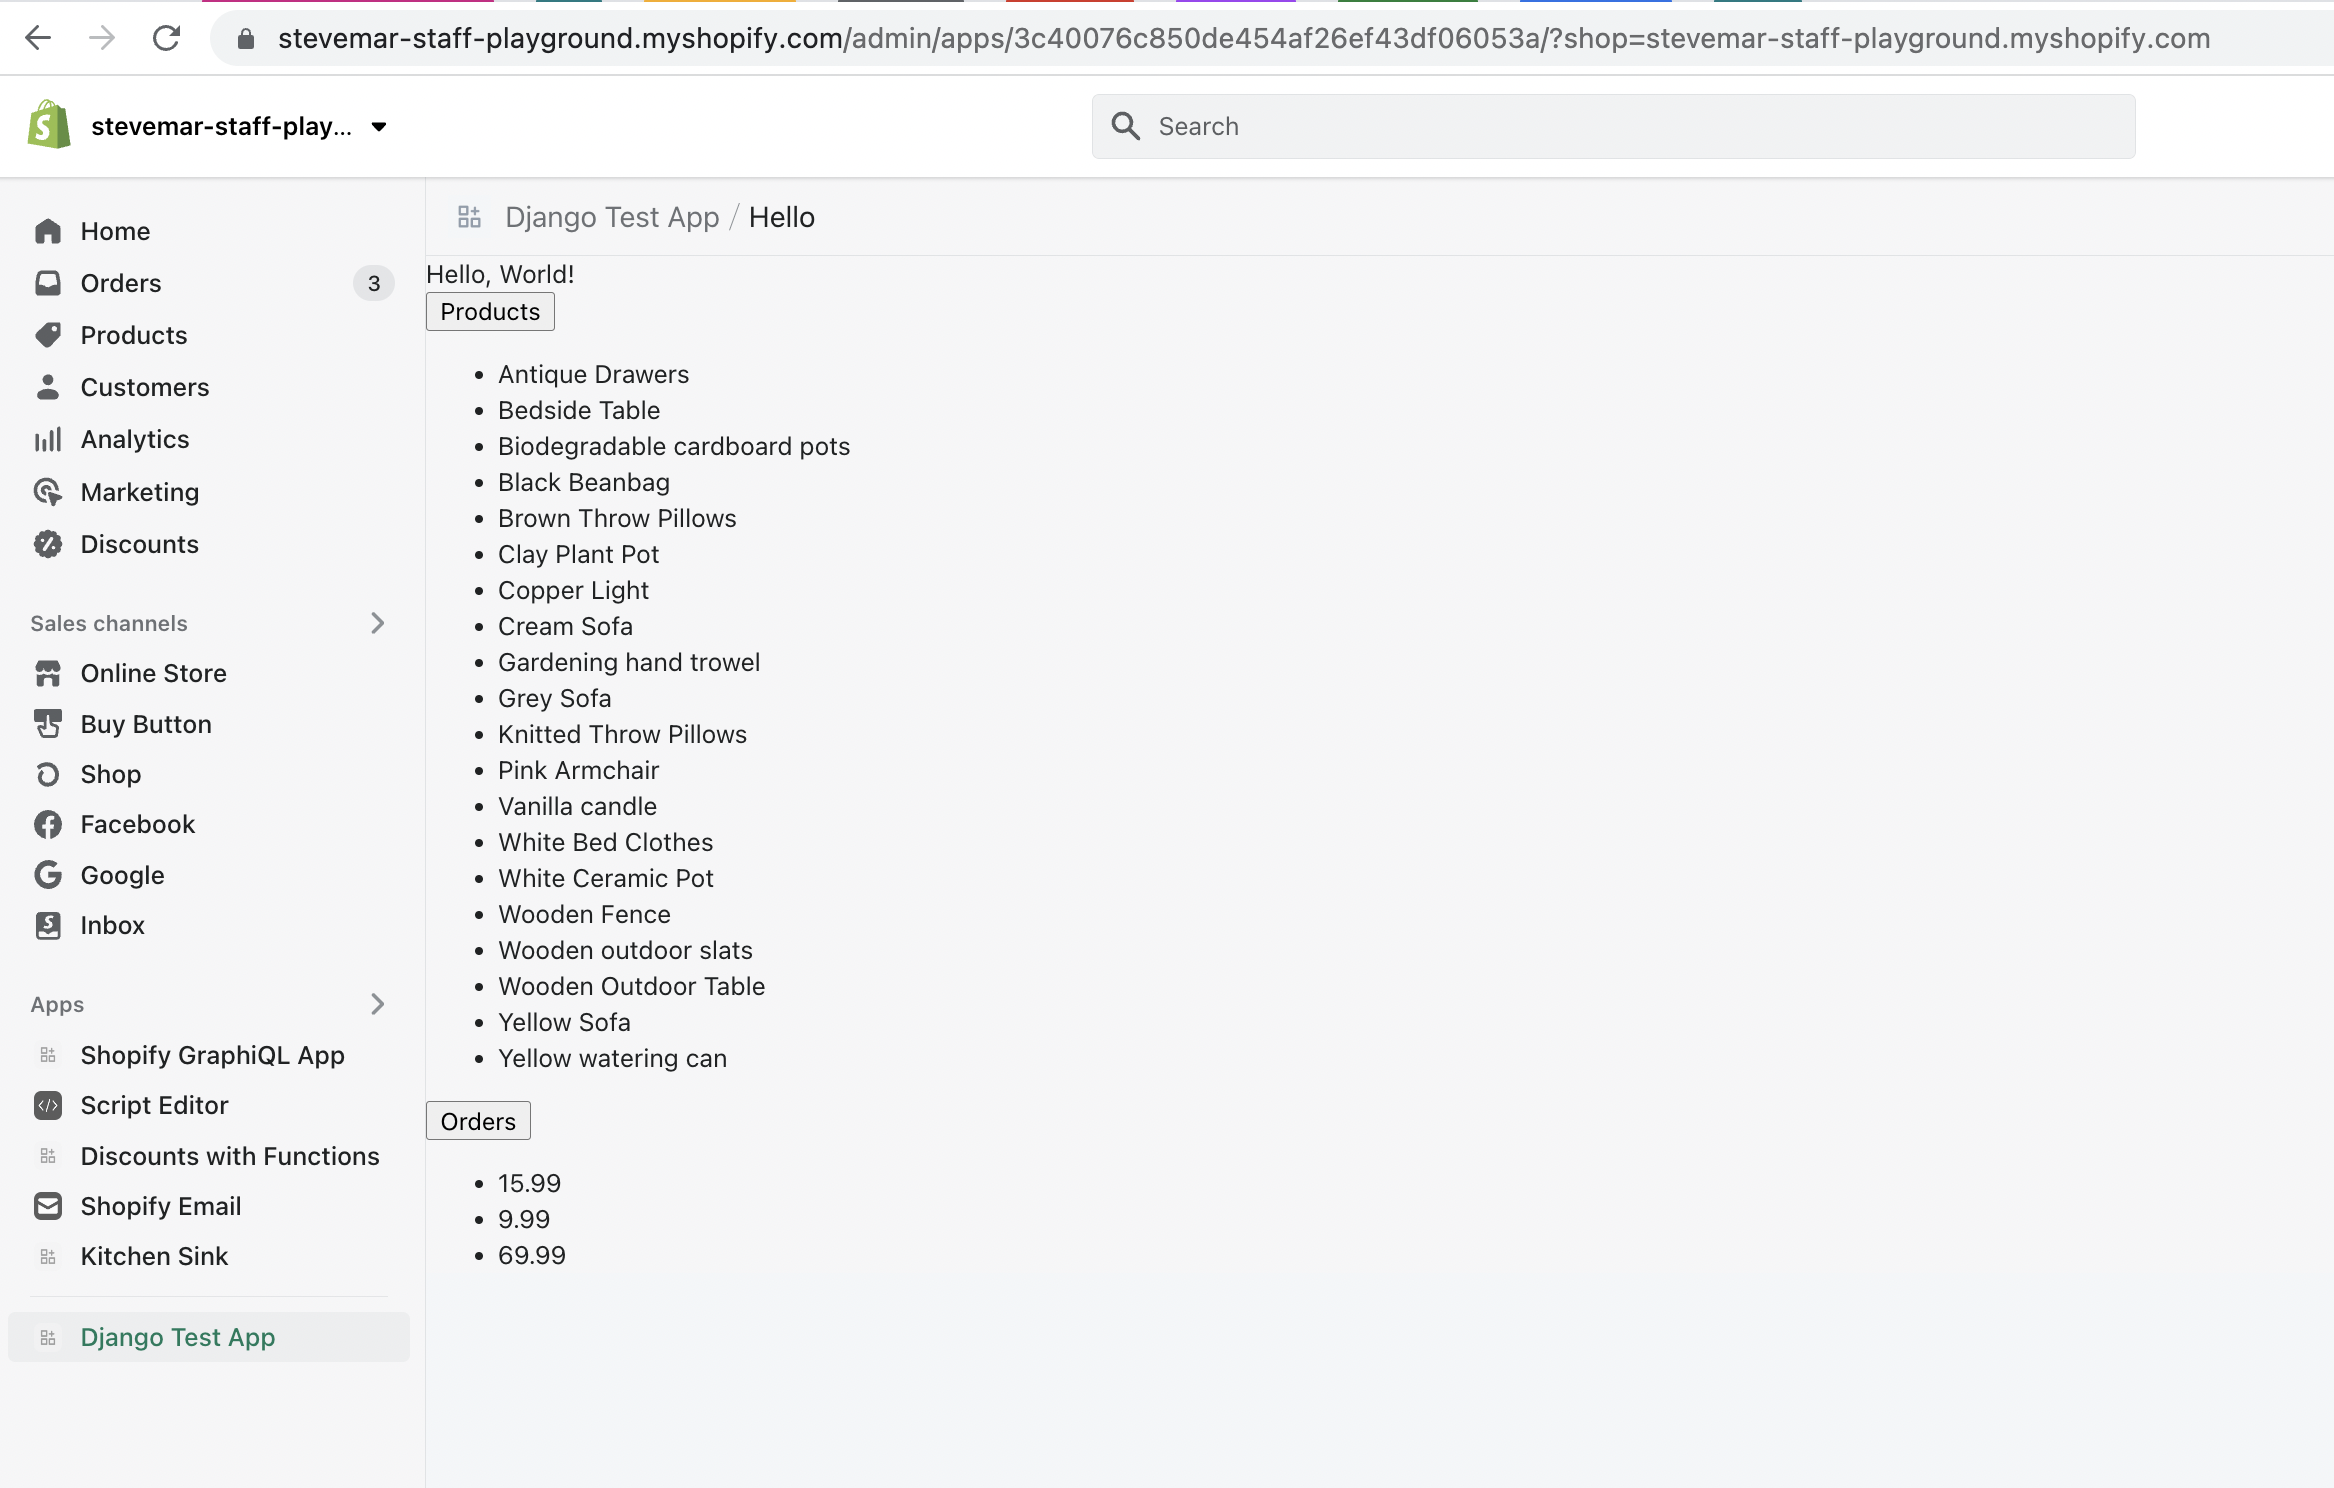 stevemar-staff-playground.myshopify.com/admin/apps/3c40076c850de454af26ef43df06053a/?shop=stevemar-staff-playground.myshopify.com
stevemar-staff-play...
Search
Home
Orders 3
Products
Customers
Analytics
Marketing
Discounts
Sales channels
Online Store
Buy Button
Shop
Facebook
Google
Inbox
Apps
Shopify GraphiQL App
Script Editor
Discounts with Functions
Shopify Email
Kitchen Sink
Django Test App
Django Test App / Hello
Hello, World!
Products
• Antique Drawers
• Bedside Table
• Biodegradable cardboard pots
• Black Beanbag
• Brown Throw Pillows
• Clay Plant Pot
• Copper Light
• Cream Sofa
• Gardening hand trowel
• Grey Sofa
• Knitted Throw Pillows
• Pink Armchair
• Vanilla candle
• White Bed Clothes
• White Ceramic Pot
• Wooden Fence
• Wooden outdoor slats
• Wooden Outdoor Table
• Yellow Sofa
• Yellow watering can
Orders
• 15.99
• 9.99
• 69.99